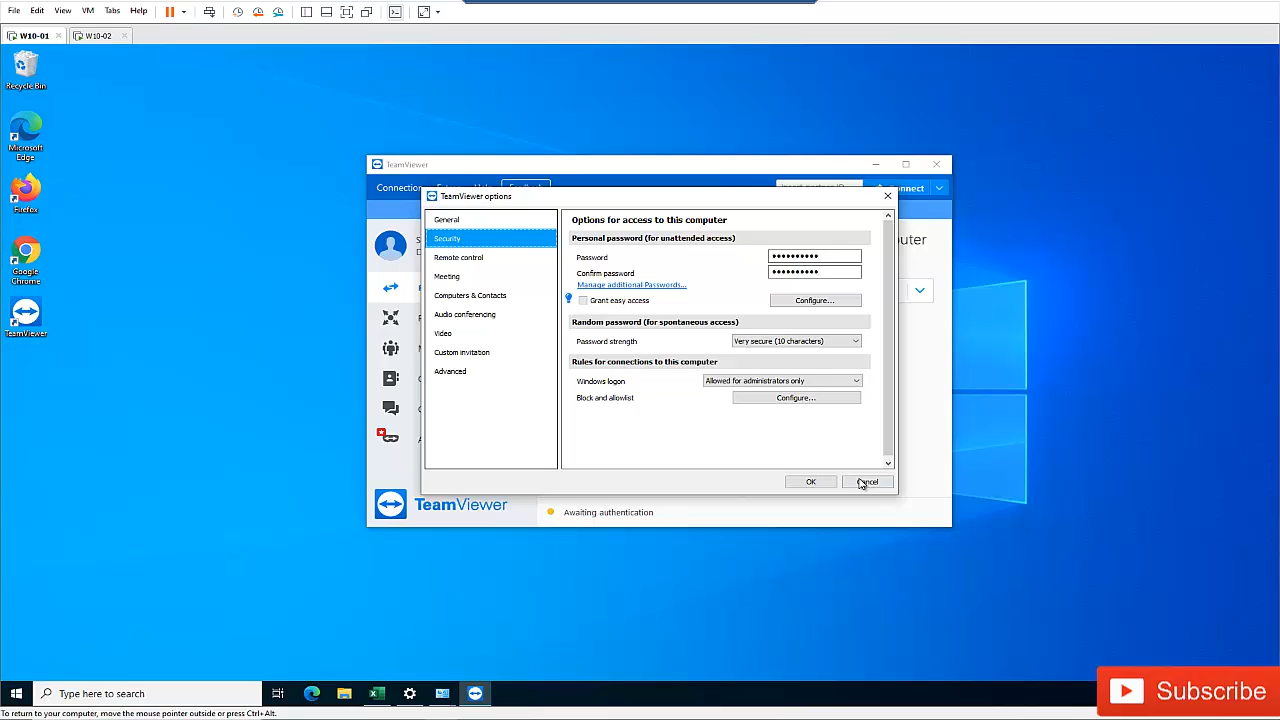 File Edit View VM Tabs Help
W10-01 W10-02
Recycle Bin
Microsoft
Edge
Firefox
Google
Chrome
TeamViewer
TeamViewer
TeamViewer options
General
Security
Remote control
Meeting
Computers & Contacts
Audio conferencing
Video
Custom invitation
Advanced
Options for access to this computer
Personal password (for unattended access)
Password ••••••••••
Confirm password ••••••••••
Manage additional Passwords...
Grant easy access Configure...
Random password (for spontaneous access)
Password strength Very secure (10 characters)
Rules for connections to this computer
Windows logon Allowed for administrators only
Block and allowlist Configure...
OK Cancel
TeamViewer
Awaiting authentication
Type here to search
Subscribe
To return to your computer, move the mouse pointer outside or press Ctrl+Alt.